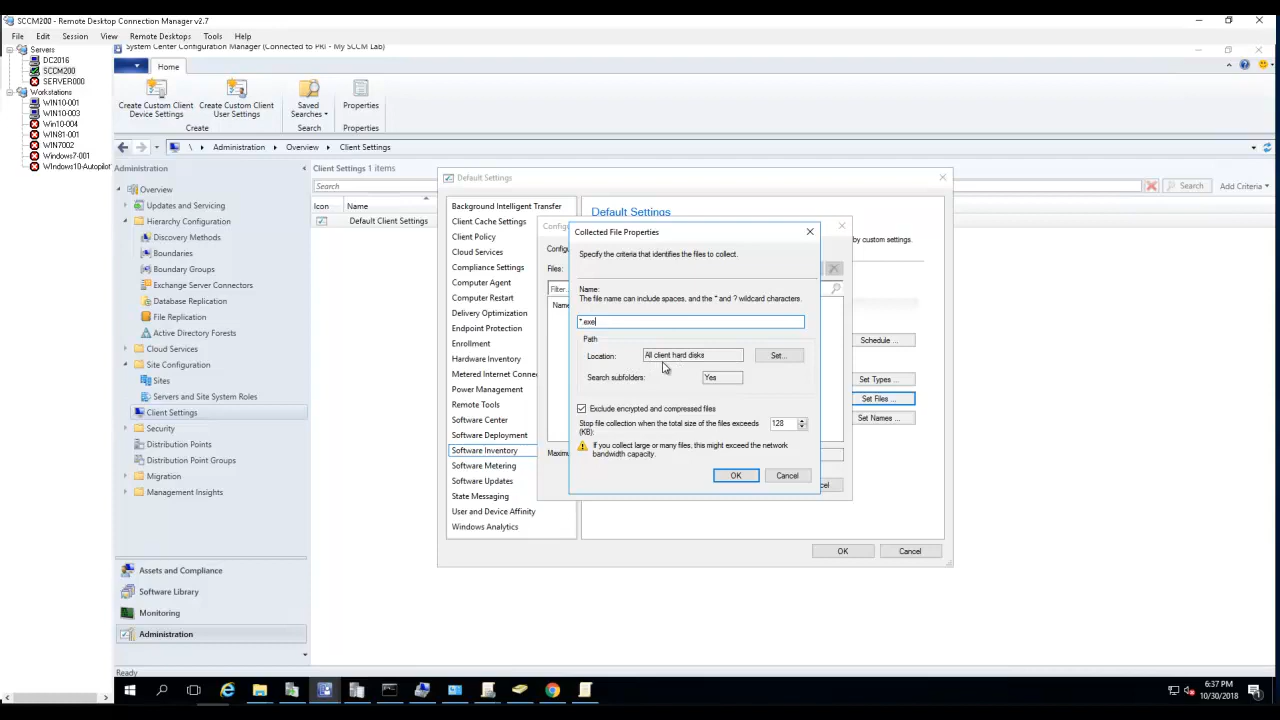 SCCM200 - Remote Desktop Connection Manager v2.7
File Edit Session View Remote Desktops Tools Help
Servers
DC2016
SCCM200
SERVER000
Workstations
WIN10-001
WIN10-003
Win10-004
WIN81-001
WIN7002
Windows7-001
Windows10-Autopilot
System Center Configuration Manager (Connected to PRI - My SCCM Lab)
Home
Create Custom Client Device Settings
Create Custom Client User Settings
Saved Searches
Properties
Create
Search
Properties
\ Administration Overview Client Settings
Administration
Overview
Updates and Servicing
Hierarchy Configuration
Discovery Methods
Boundaries
Boundary Groups
Exchange Server Connectors
Database Replication
File Replication
Active Directory Forests
Cloud Services
Site Configuration
Sites
Servers and Site System Roles
Client Settings
Security
Distribution Points
Distribution Point Groups
Migration
Management Insights
Assets and Compliance
Software Library
Monitoring
Administration
Ready
Client Settings 1 items
Search
Search
Add Criteria
Icon Name
Default Client Settings
Default Settings
Background Intelligent Transfer
Client Cache Settings
Client Policy
Cloud Services
Compliance Settings
Computer Agent
Computer Restart
Delivery Optimization
Endpoint Protection
Enrollment
Hardware Inventory
Metered Internet Conne
Power Management
Remote Tools
Software Center
Software Deployment
Software Inventory
Software Metering
Software Updates
State Messaging
User and Device Affinity
Windows Analytics
Default Settings
by custom settings.
Schedule ...
Set Types ...
Set Files ...
Set Names ...
OK
Cancel
Config
Config
Files:
Filter...
Name
Maximu
cel
Collected File Properties
Specify the criteria that identifies the files to collect.
Name:
The file name can include spaces, and the * and ? wildcard characters.
*.exe
Path
Location: All client hard disks Set...
Search subfolders: Yes
Exclude encrypted and compressed files
Stop file collection when the total size of the files exceeds 128
(KB):
If you collect large or many files, this might exceed the network
bandwidth capacity.
OK
Cancel
6:37 PM
10/30/2018